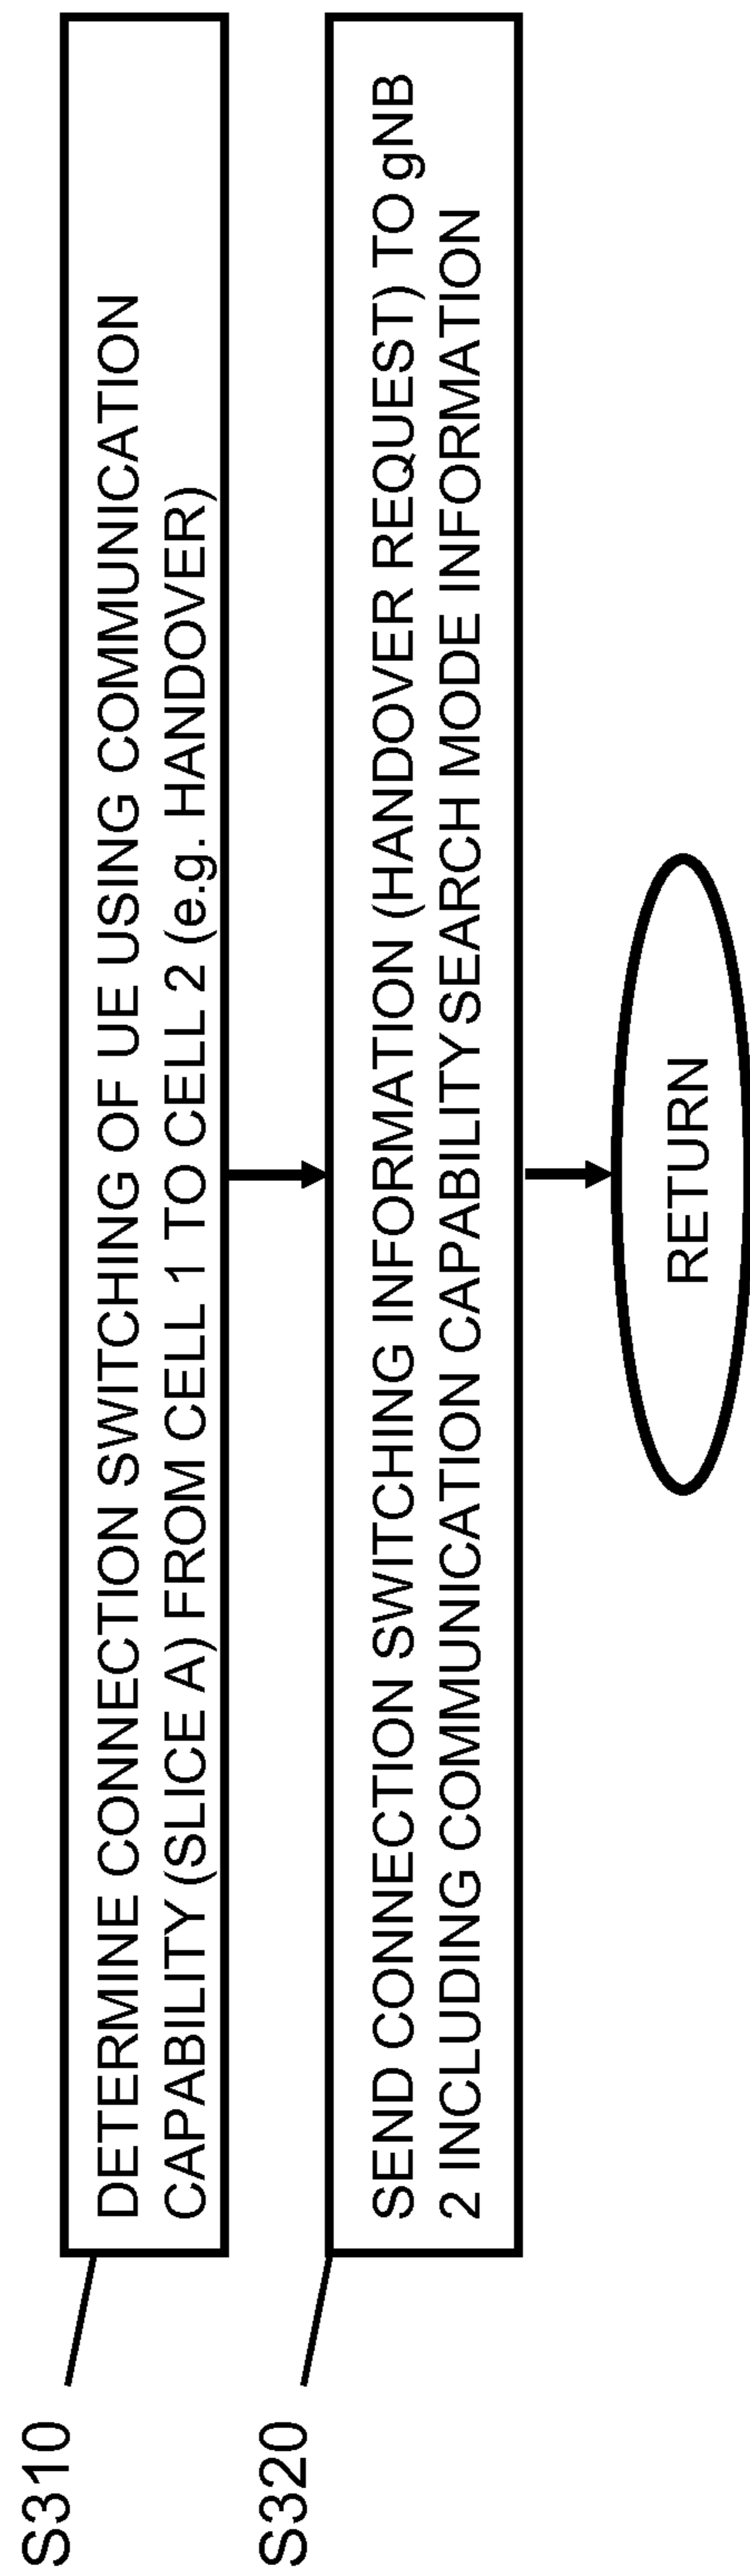 S310
DETERMINE CONNECTION SWITCHING OF UE USING COMMUNICATION
CAPABILITY (SLICE A) FROM CELL 1 TO CELL 2 (e.g. HANDOVER)
S320
SEND CONNECTION SWITCHING INFORMATION (HANDOVER REQUEST) TO gNB
2 INCLUDING COMMUNICATION CAPABILITY SEARCH MODE INFORMATION
RETURN